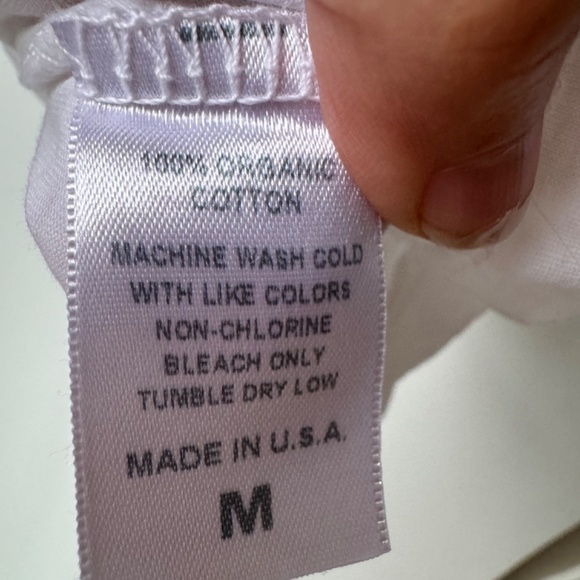 100% ORGANIC
COTTON
MACHINE WASH COLD
WITH LIKE COLORS
NON-CHLORINE
BLEACH ONLY
TUMBLE DRY LOW
MADE IN U.S.A.
M